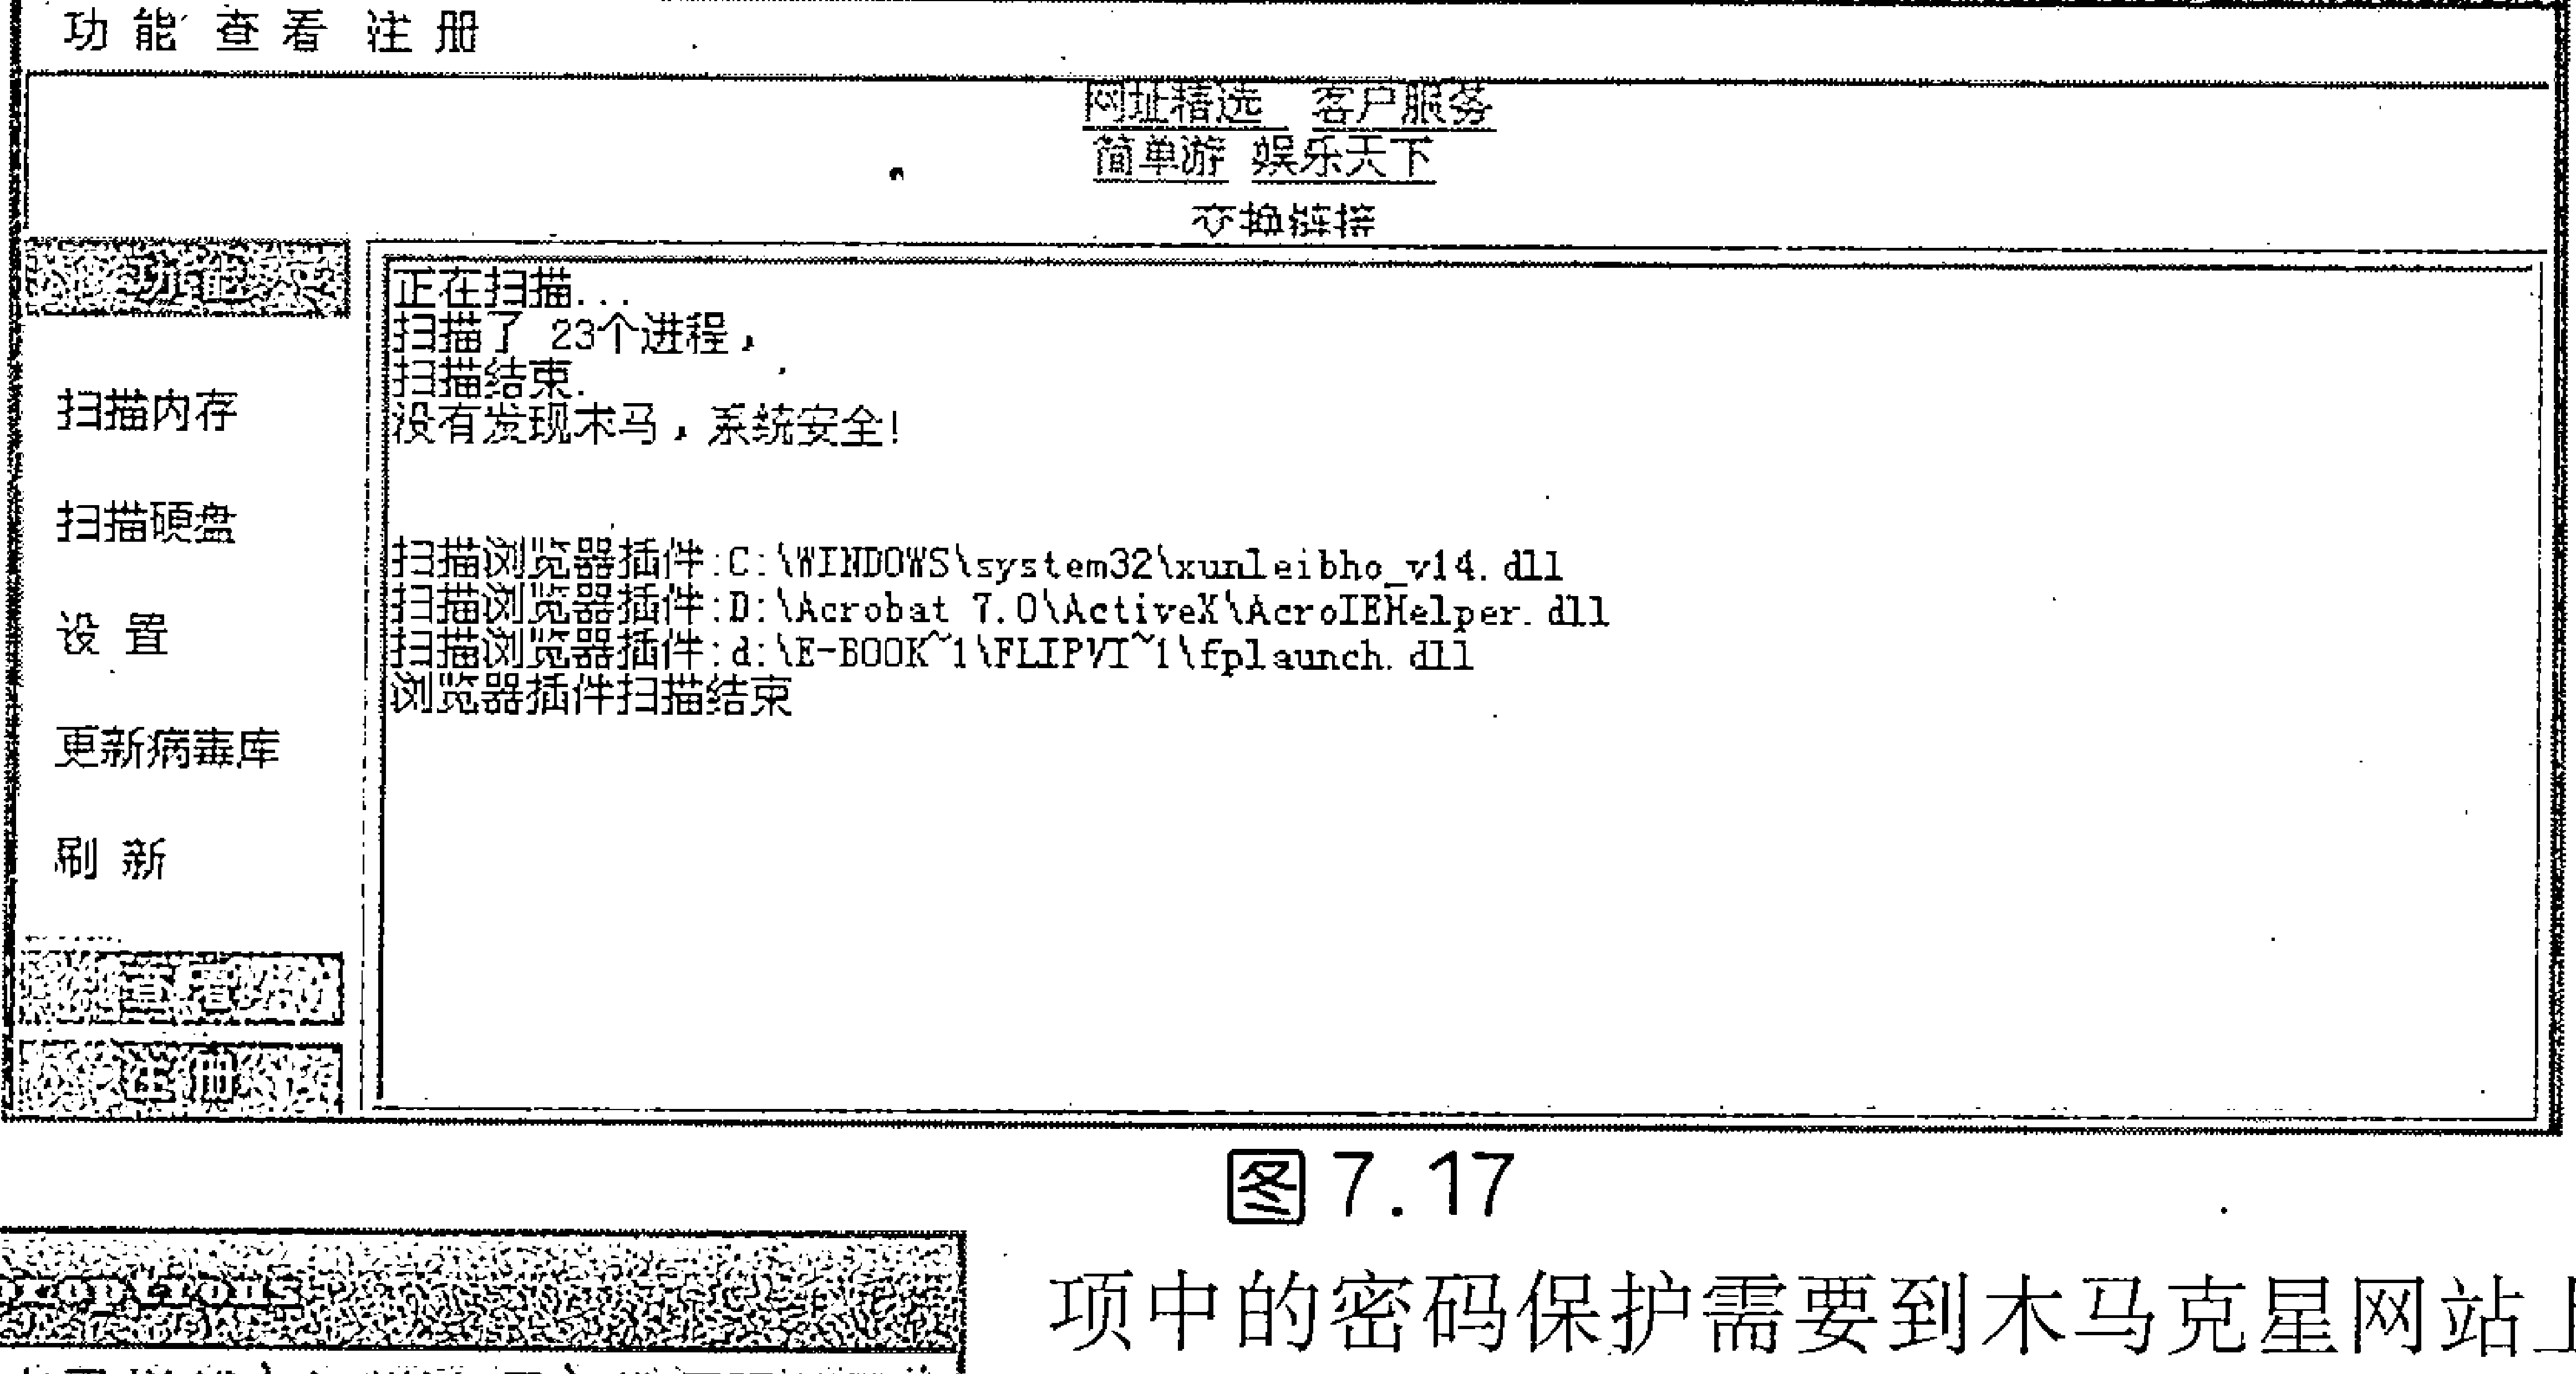 功能 查看 注册
网址精选 客户服务
简单游 娱乐天下
交换链接
功能
正在扫描...
扫描了 23个进程，
扫描结束.
没有发现木马，系统安全!
扫描内存
扫描硬盘
设置
更新病毒库
刷新
查看
注册
扫描浏览器插件:C:\WINDOWS\system32\xunleibho_v14.dll
扫描浏览器插件:D:\Acrobat 7.0\ActiveX\AcroIEHelper.dll
扫描浏览器插件:d:\E-BOOK~1\FLIPVI~1\fplaunch.dll
浏览器插件扫描结束
图 7.17
项中的密码保护需要到木马克星网站上